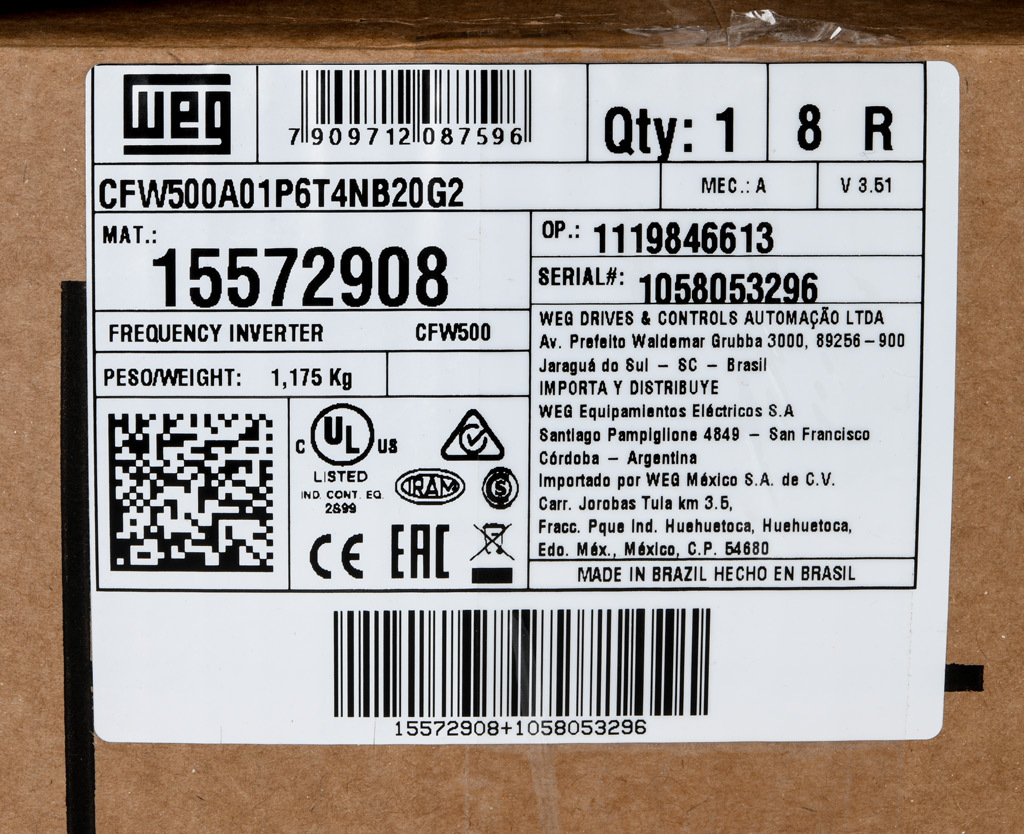 weg
7 909712 087596
Qty: 1
8 R
CFW500A01P6T4NB20G2
MEC.: A
V 3.51
MAT.:
15572908
OP.: 1119846613
SERIAL#: 1058053296
FREQUENCY INVERTER CFW500
PESO/WEIGHT: 1,175 Kg
WEG DRIVES & CONTROLS AUTOMAÇÃO LTDA
Av. Prefeito Waldemar Grubba 3000, 89256-900
Jaraguá do Sul - SC - Brasil
IMPORTA Y DISTRIBUYE
WEG Equipamientos Eléctricos S.A
Santiago Pampiglione 4849 - San Francisco
Córdoba - Argentina
Importado por WEG México S.A. de C.V.
Carr. Jorobas Tula km 3.5,
Fracc. Pque Ind. Huehuetoca, Huehuetoca,
Edo. Méx., México, C.P. 54680
MADE IN BRAZIL HECHO EN BRASIL
C UL US
LISTED
IND. CONT. EQ.
2S99
IRAM
S
CE
EAC
15572908+1058053296